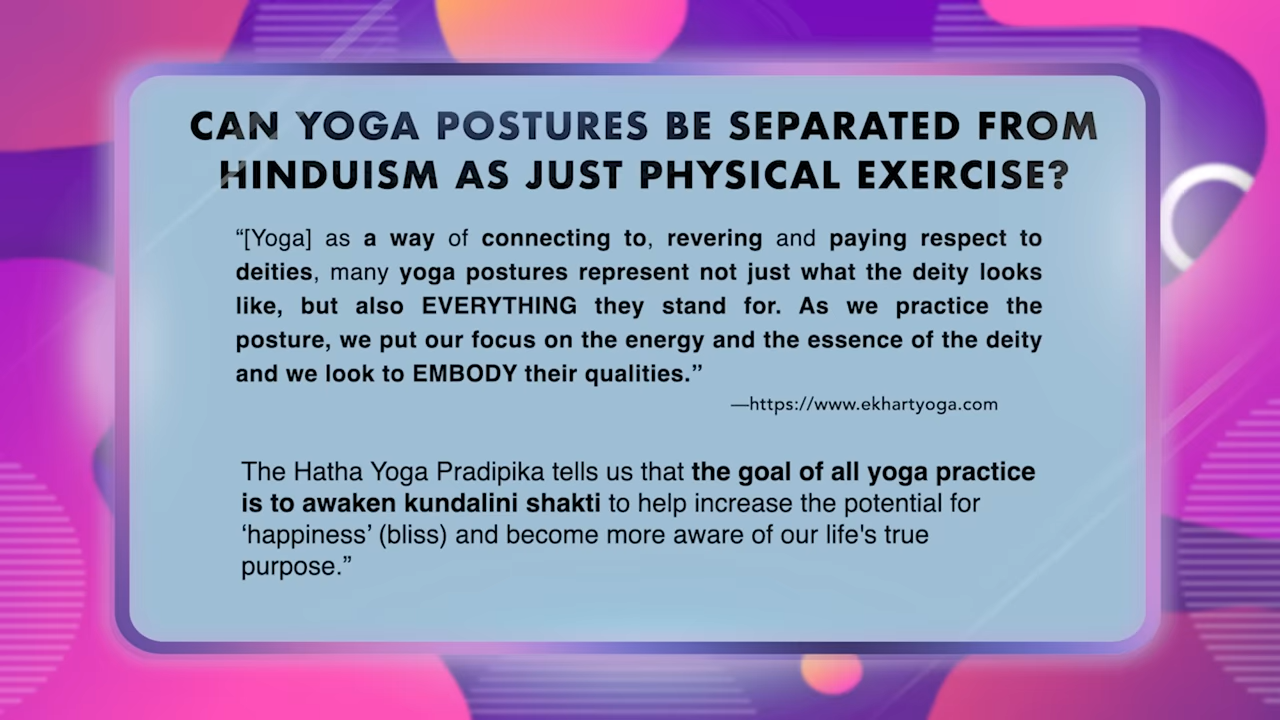 CAN YOGA POSTURES BE SEPARATED FROM
HINDUISM AS JUST PHYSICAL EXERCISE?
“[Yoga] as a way of connecting to, revering and paying respect to
deities, many yoga postures represent not just what the deity looks
like, but also EVERYTHING they stand for. As we practice the
posture, we put our focus on the energy and the essence of the deity
and we look to EMBODY their qualities.”
—https://www.ekhartyoga.com
The Hatha Yoga Pradipika tells us that the goal of all yoga practice
is to awaken kundalini shakti to help increase the potential for
‘happiness’ (bliss) and become more aware of our life's true
purpose.”